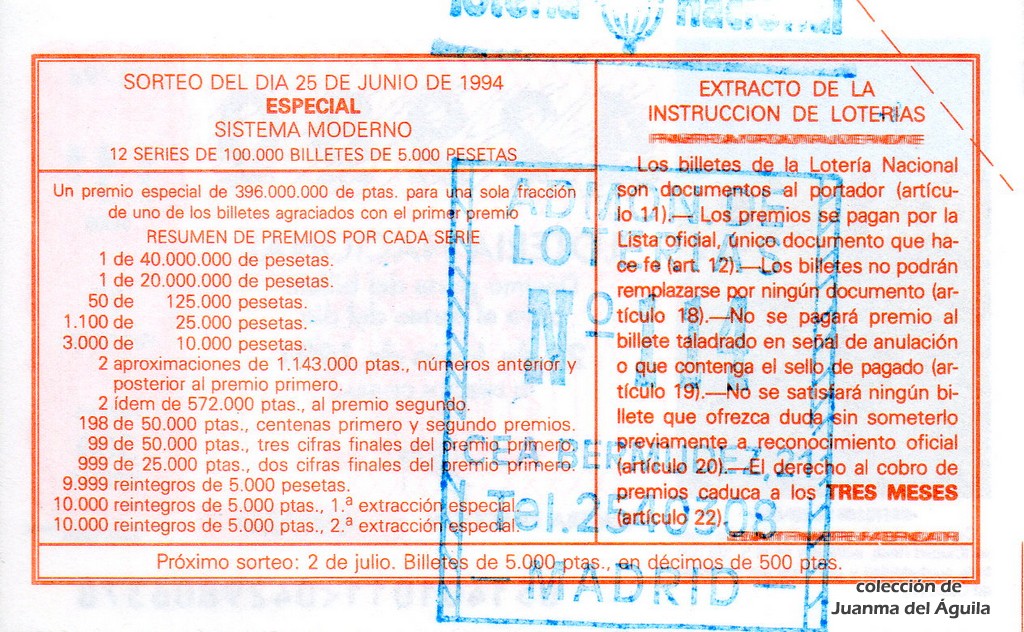 lotería nacional
SORTEO DEL DIA 25 DE JUNIO DE 1994
ESPECIAL
SISTEMA MODERNO
12 SERIES DE 100.000 BILLETES DE 5.000 PESETAS
Un premio especial de 396.000.000 de ptas. para una sola fracción
de uno de los billetes agraciados con el primer premio
RESUMEN DE PREMIOS POR CADA SERIE
1 de 40.000.000 de pesetas.
1 de 20.000.000 de pesetas.
50 de 125.000 pesetas.
1.100 de 25.000 pesetas.
3.000 de 10.000 pesetas.
2 aproximaciones de 1.143.000 ptas., números anterior y
posterior al premio primero.
2 ídem de 572.000 ptas., al premio segundo.
198 de 50.000 ptas., centenas primero y segundo premios.
99 de 50.000 ptas., tres cifras finales del premio primero.
999 de 25.000 ptas., dos cifras finales del premio primero.
9.999 reintegros de 5.000 pesetas.
10.000 reintegros de 5.000 ptas., 1.ª extracción especial.
10.000 reintegros de 5.000 ptas., 2.ª extracción especial.
EXTRACTO DE LA
INSTRUCCION DE LOTERIAS
Los billetes de la Lotería Nacional
son documentos al portador (artícu-
lo 11).—Los premios se pagan por la
Lista oficial, único documento que ha-
ce fe (art. 12).—Los billetes no podrán
remplazarse por ningún documento (ar-
tículo 18).—No se pagará premio al
billete taladrado en señal de anulación
o que contenga el sello de pagado (ar-
tículo 19).—No se satisfará ningún bi-
llete que ofrezca duda sin someterlo
previamente a reconocimiento oficial
(artículo 20).—El derecho al cobro de
premios caduca a los TRES MESES
(artículo 22).
Próximo sorteo: 2 de julio. Billetes de 5.000 ptas., en décimos de 500 ptas.
ADMON. DE
LOTERIAS
Nº 114
CEA BERMUDEZ, 21
Tel. 2540308
— MADRID —
colección de
Juanma del Águila